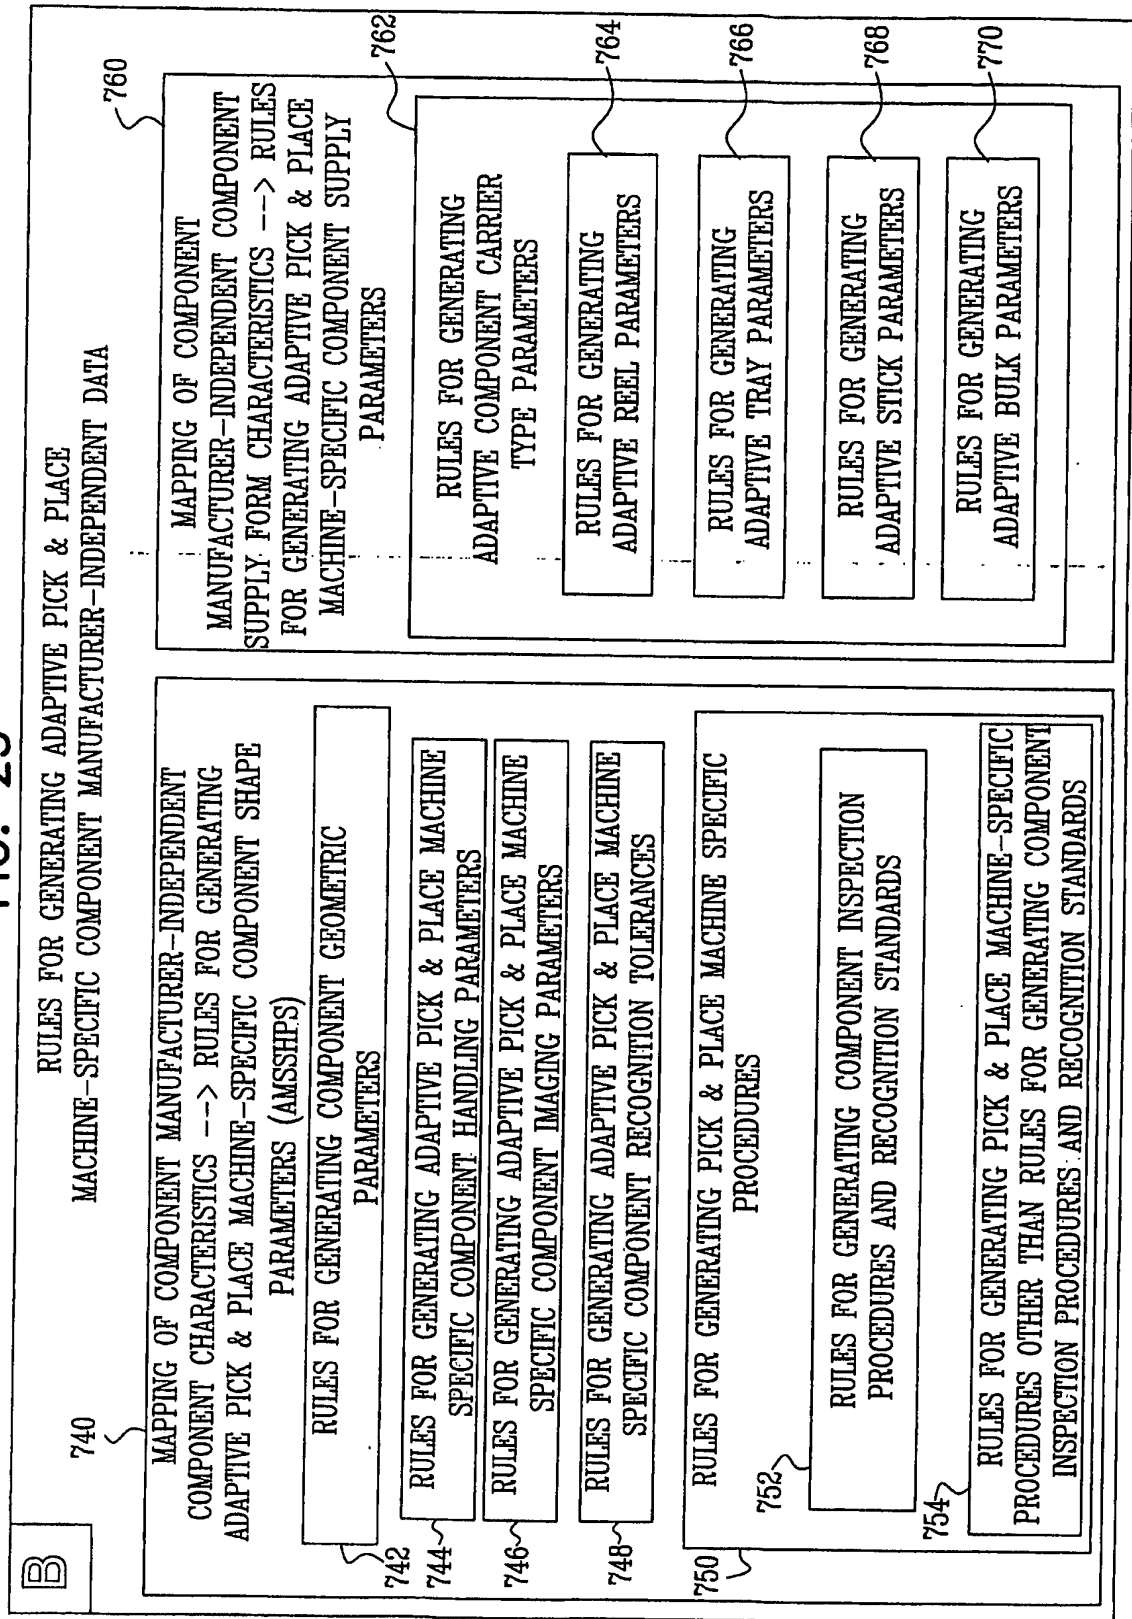 B
RULES FOR GENERATING ADAPTIVE PICK & PLACE
MACHINE-SPECIFIC COMPONENT MANUFACTURER-INDEPENDENT DATA
740
MAPPING OF COMPONENT MANUFACTURER-INDEPENDENT
COMPONENT CHARACTERISTICS --> RULES FOR GENERATING
ADAPTIVE PICK & PLACE MACHINE-SPECIFIC COMPONENT SHAPE
PARAMETERS (AMSSHPS)
RULES FOR GENERATING COMPONENT GEOMETRIC
PARAMETERS
742
RULES FOR GENERATING ADAPTIVE PICK & PLACE MACHINE
SPECIFIC COMPONENT HANDLING PARAMETERS
744
RULES FOR GENERATING ADAPTIVE PICK & PLACE MACHINE
SPECIFIC COMPONENT IMAGING PARAMETERS
746
RULES FOR GENERATING ADAPTIVE PICK & PLACE MACHINE
SPECIFIC COMPONENT RECOGNITION TOLERANCES
748
RULES FOR GENERATING PICK & PLACE MACHINE SPECIFIC
PROCEDURES
750
752
RULES FOR GENERATING COMPONENT INSPECTION
PROCEDURES AND RECOGNITION STANDARDS
754
RULES FOR GENERATING PICK & PLACE MACHINE-SPECIFIC
PROCEDURES OTHER THAN RULES FOR GENERATING COMPONENT
INSPECTION PROCEDURES AND RECOGNITION STANDARDS
760
MAPPING OF COMPONENT
MANUFACTURER-INDEPENDENT COMPONENT
SUPPLY FORM CHARACTERISTICS --> RULES
FOR GENERATING ADAPTIVE PICK & PLACE
MACHINE-SPECIFIC COMPONENT SUPPLY
PARAMETERS
762
RULES FOR GENERATING
ADAPTIVE COMPONENT CARRIER
TYPE PARAMETERS
RULES FOR GENERATING
ADAPTIVE REEL PARAMETERS
764
RULES FOR GENERATING
ADAPTIVE TRAY PARAMETERS
766
RULES FOR GENERATING
ADAPTIVE STICK PARAMETERS
768
RULES FOR GENERATING
ADAPTIVE BULK PARAMETERS
770